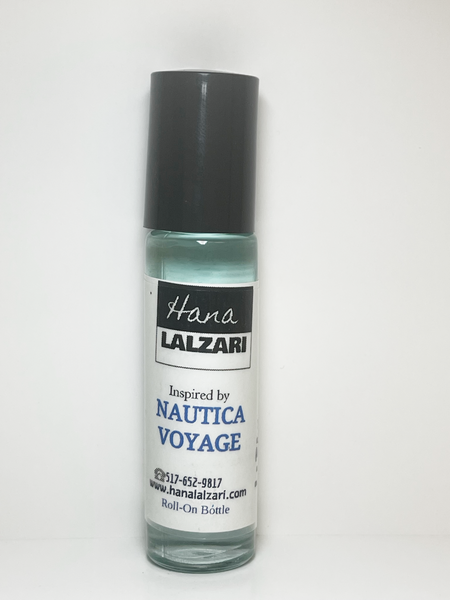 Hana
LALZARI
Inspired by
NAUTICA
VOYAGE
☎517-652-9817
www.hanalalzari.com
Roll-On Bottle